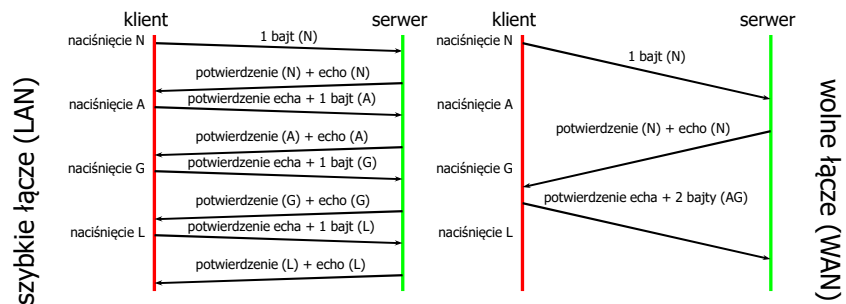 szybkie łącze (LAN)
klient
serwer
naciśnięcie N
1 bajt (N)
potwierdzenie (N) + echo (N)
naciśnięcie A
potwierdzenie echa + 1 bajt (A)
potwierdzenie (A) + echo (A)
naciśnięcie G
potwierdzenie echa + 1 bajt (G)
potwierdzenie (G) + echo (G)
naciśnięcie L
potwierdzenie echa + 1 bajt (L)
potwierdzenie (L) + echo (L)
klient
serwer
naciśnięcie N
1 bajt (N)
naciśnięcie A
potwierdzenie (N) + echo (N)
naciśnięcie G
potwierdzenie echa + 2 bajty (AG)
naciśnięcie L
wolne łącze (WAN)